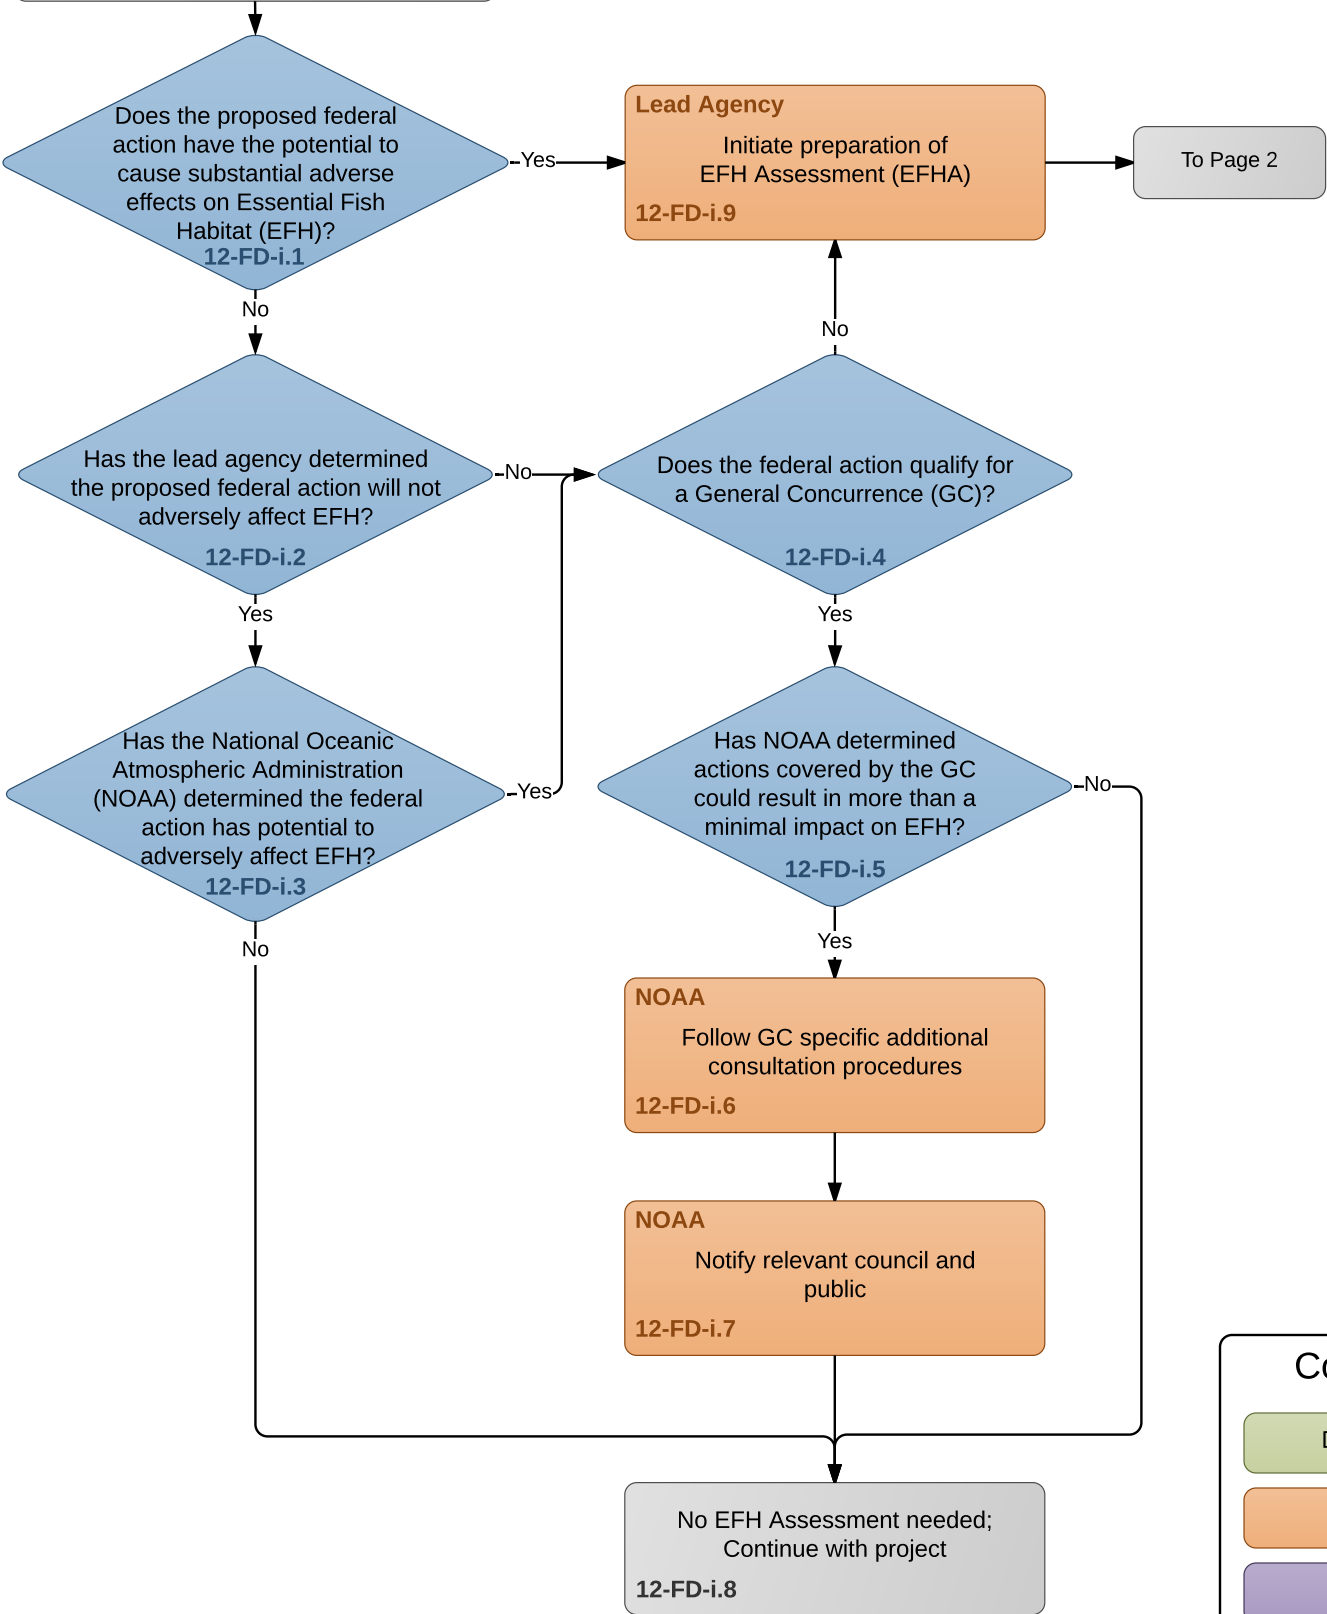 Does the proposed federal
action have the potential to
cause substantial adverse
effects on Essential Fish
Habitat (EFH)?
12-FD-i.1
Yes
Lead Agency
Initiate preparation of
EFH Assessment (EFHA)
12-FD-i.9
To Page 2
No
No
Has the lead agency determined
the proposed federal action will not
adversely affect EFH?
12-FD-i.2
No
Does the federal action qualify for
a General Concurrence (GC)?
12-FD-i.4
Yes
Yes
Has the National Oceanic
Atmospheric Administration
(NOAA) determined the federal
action has potential to
adversely affect EFH?
12-FD-i.3
Yes
Has NOAA determined
actions covered by the GC
could result in more than a
minimal impact on EFH?
12-FD-i.5
No
No
Yes
NOAA
Follow GC specific additional
consultation procedures
12-FD-i.6
NOAA
Notify relevant council and
public
12-FD-i.7
No EFH Assessment needed;
Continue with project
12-FD-i.8